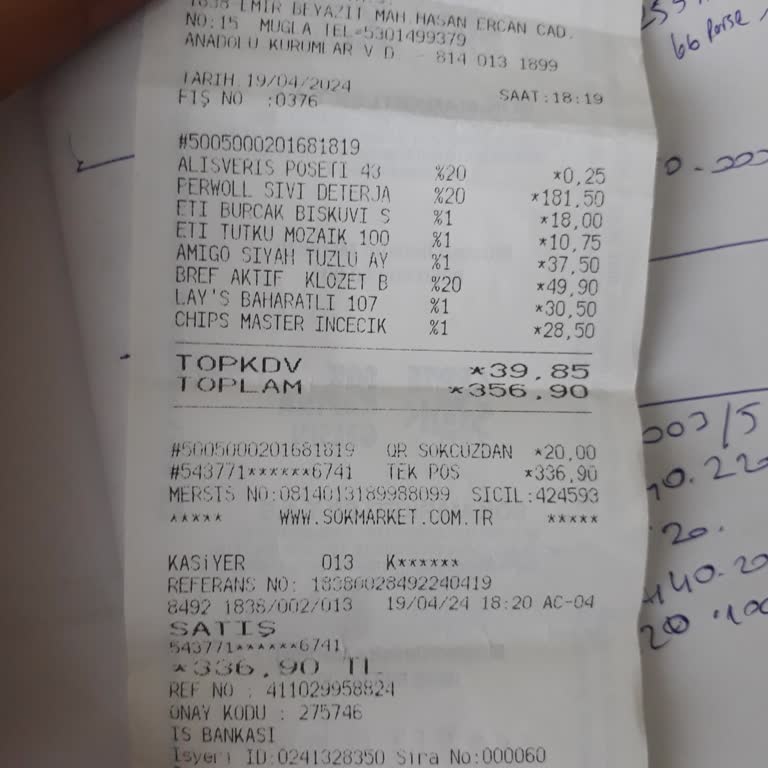 1838 EMİR BEYAZIT MAH.HASAN ERCAN CAD.
NO:15 MUGLA TEL=5301499379
ANADOLU KURUMLAR V D - 814 013 1899
TARIH 19/04/2024 SAAT:18:19
FIŞ NO :0376
#5005000201681819
ALISVERIS POSETI 43 %20 *0,25
PERWOLL SIVI DETERJA %20 *181,50
ETI BURCAK BISKUVI S %1 *18,00
ETI TUTKU MOZAIK 100 %1 *10,75
AMIGO SIYAH TUZLU AY %1 *37,50
BREF AKTIF KLOZET B %20 *49,90
LAY'S BAHARATLI 107 %1 *30,50
CHIPS MASTER INCECIK %1 *28,50
TOPKDV *39,85
TOPLAM *356,90
#5005000201681819 QR SOKCUZDAN *20,00
#543771******6741 TEK POS *336,90
MERSIS NO:0814013189988099 SICIL:424593
***** WWW.SOKMARKET.COM.TR *****
KASiYER 013 K******
REFERANS NO: 18380028492240419
8492 1838/002/013 19/04/24 18:20 AC-04
SATIŞ
543771******6741
*336,90 TL
REF NO : 411029958824
ONAY KODU : 275746
IS BANKASI
Isyeri ID:0241328350 Sira No:000060